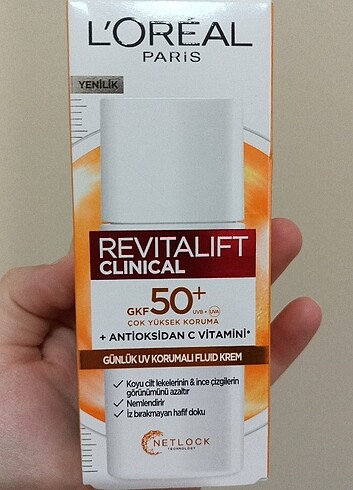 L'ORÉAL
PARIS
YENİLİK
REVITALIFT
CLINICAL
GKF 50+ UVB + UVA
ÇOK YÜKSEK KORUMA
+ ANTİOKSİDAN C VİTAMİNİ*
GÜNLÜK UV KORUMALI FLUID KREM
Koyu cilt lekelerinin & ince çizgilerin
görünümünü azaltır
Nemlendirir
İz bırakmayan hafif doku
NETLOCK
TECHNOLOGY